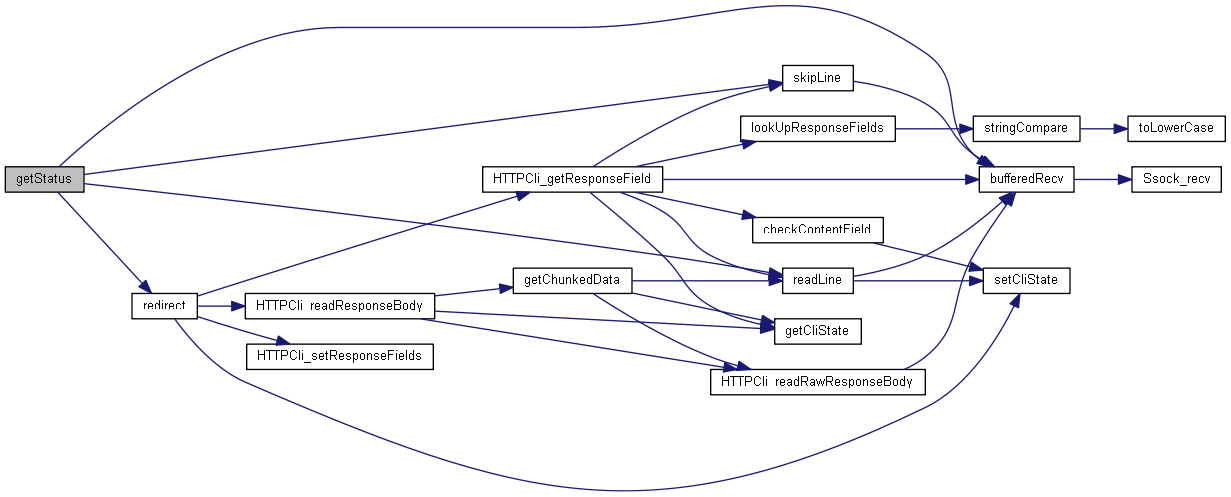 getStatus
redirect
HTTPCli_readResponseBody
HTTPCli_setResponseFields
HTTPCli_getResponseField
getChunkedData
skipLine
lookUpResponseFields
checkContentField
readLine
getCliState
HTTPCli_readRawResponseBody
stringCompare
bufferedRecv
setCliState
toLowerCase
Ssock_recv